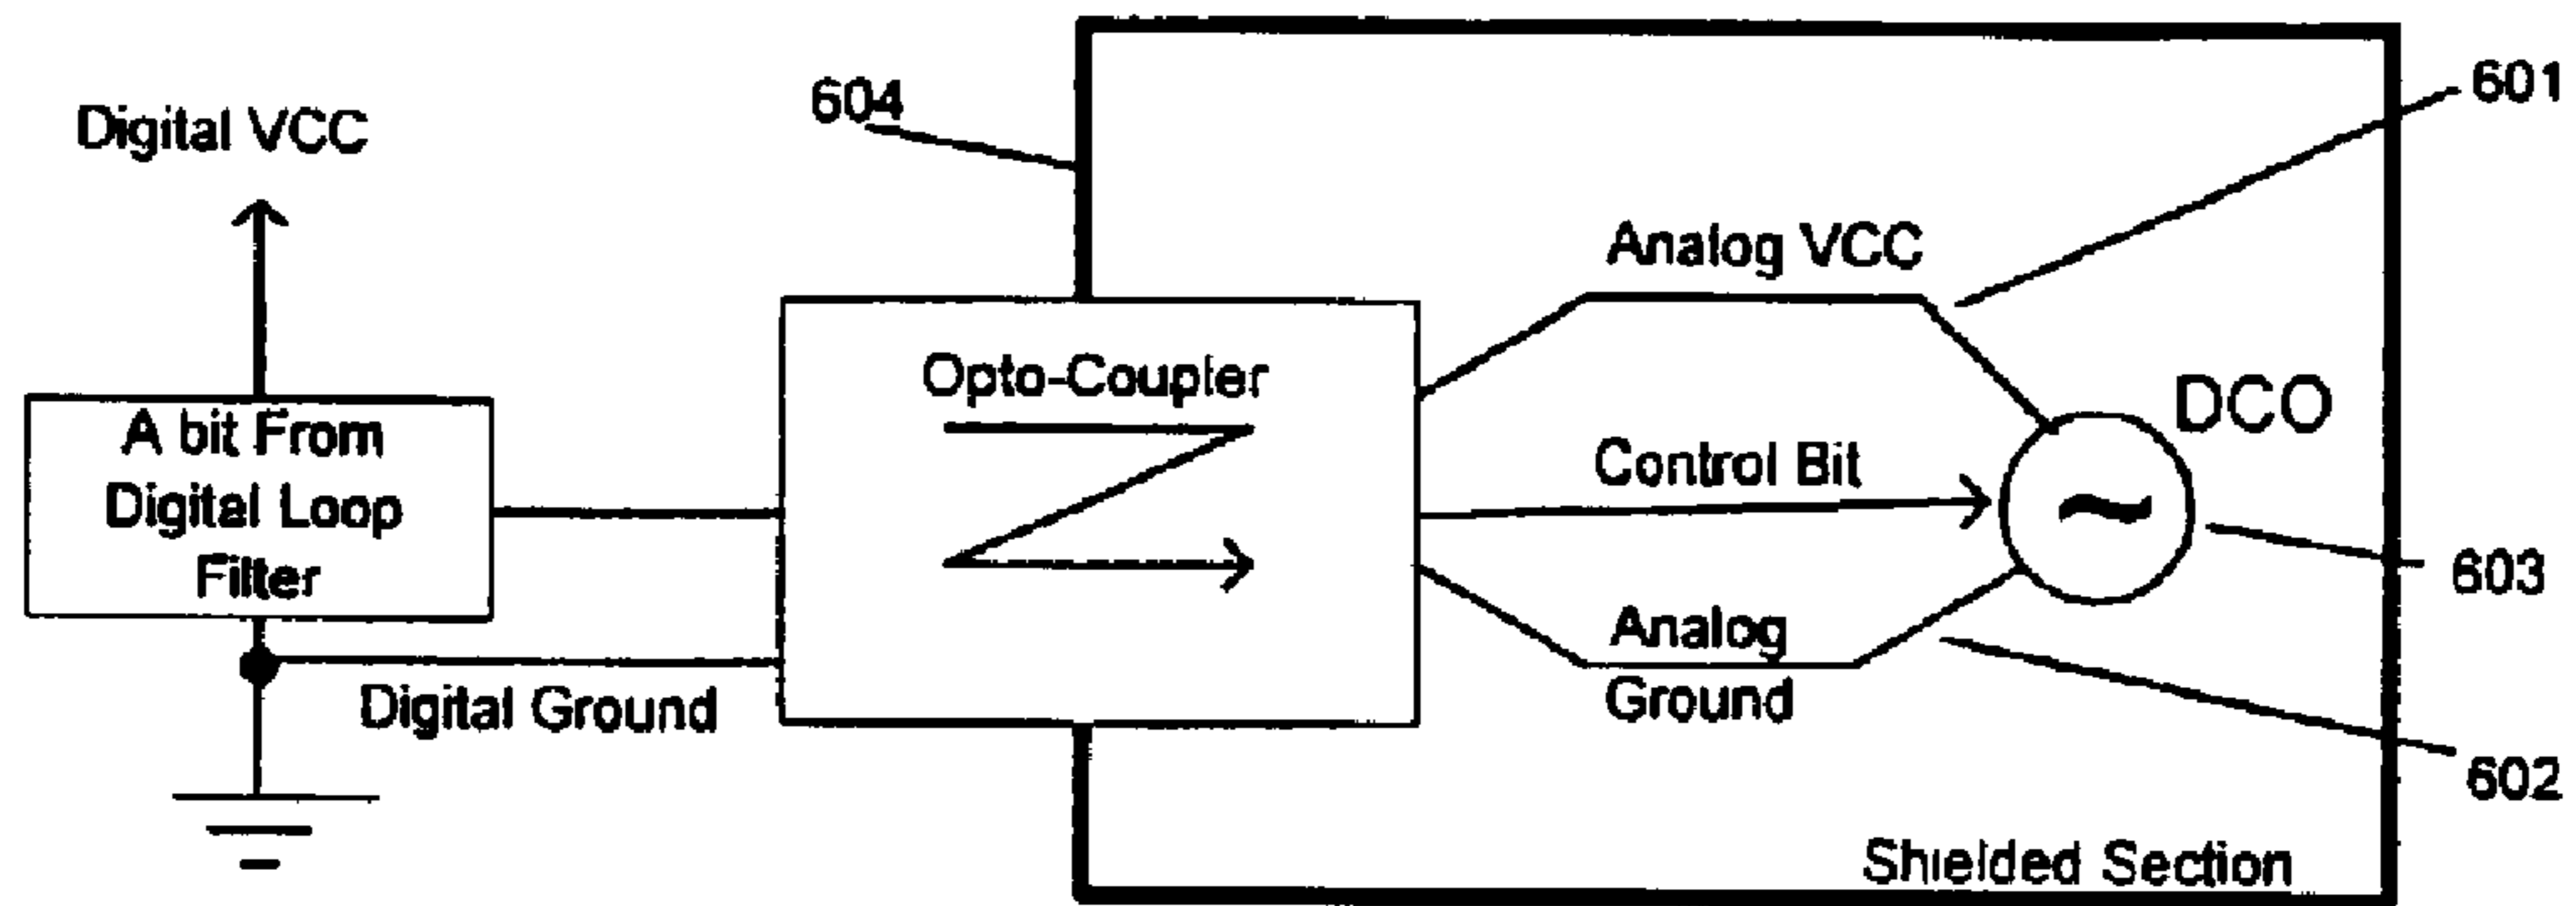 604
601
Digital VCC
Analog VCC
Opto-Coupler
DCO
A bit From
Digital Loop
Filter
Control Bit
603
Analog
Ground
Digital Ground
602
Shielded Section